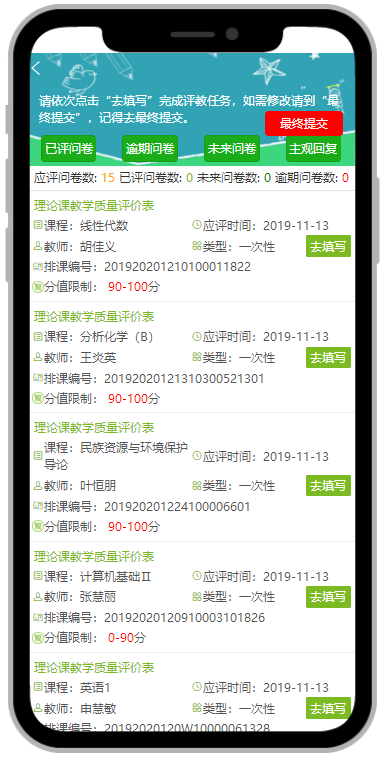 请依次点击“去填写”完成评教任务，如需修改请到“最
终提交”，记得去最终提交。
最终提交
已评问卷 逾期问卷 未来问卷 主观回复
应评问卷数: 15 已评问卷数: 0 未来问卷数: 0 逾期问卷数: 0
理论课教学质量评价表
课程：线性代数 应评时间：2019-11-13
教师：胡佳义 类型：一次性 去填写
排课编号：201920201210100011822
分值限制： 90-100分
理论课教学质量评价表
课程：分析化学（B） 应评时间：2019-11-13
教师：王炎英 类型：一次性 去填写
排课编号：20192020121310300521301
分值限制： 90-100分
理论课教学质量评价表
课程：民族资源与环境保护
导论
应评时间：2019-11-13
教师：叶恒朋 类型：一次性 去填写
排课编号：201920201224100006601
分值限制： 90-100分
理论课教学质量评价表
课程：计算机基础Ⅱ 应评时间：2019-11-13
教师：张慧丽 类型：一次性 去填写
排课编号：20192020120910003101826
分值限制： 0-90分
理论课教学质量评价表
课程：英语1 应评时间：2019-11-13
教师：申慧敏 类型：一次性 去填写
排课编号：20192020120W10000061328